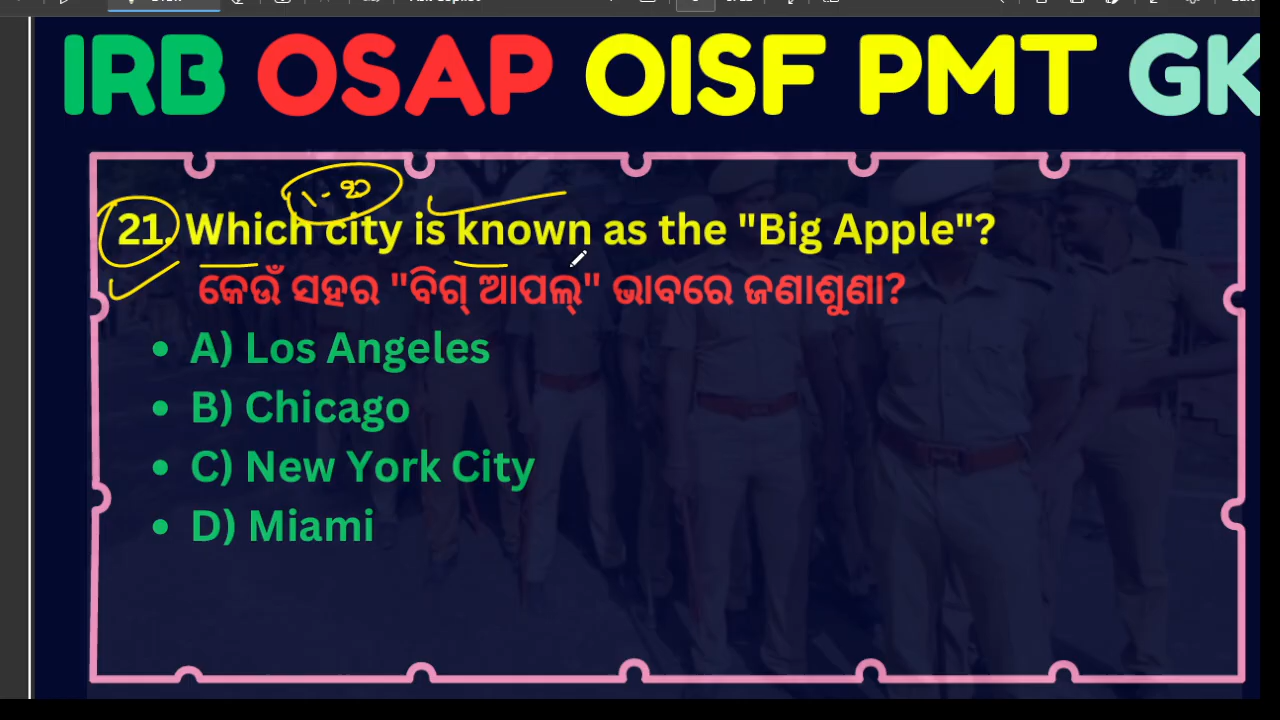 IRB OSAP OISF PMT GK
21. Which city is known as the "Big Apple"?
କେଉଁ ସହର "ବିଗ୍ ଆପଲ୍" ଭାବରେ ଜଣାଶୁଣା?
• A) Los Angeles
• B) Chicago
• C) New York City
• D) Miami